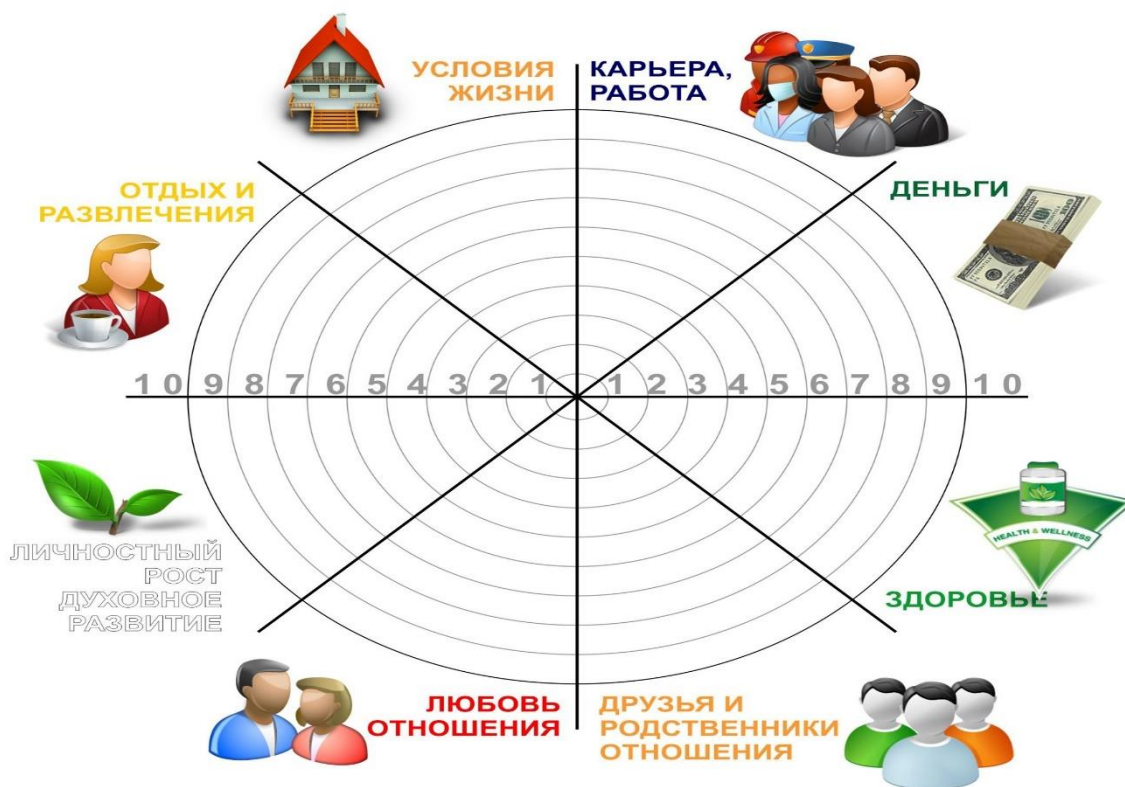 УСЛОВИЯ
ЖИЗНИ
КАРЬЕРА,
РАБОТА
ОТДЫХ И
РАЗВЛЕЧЕНИЯ
ДЕНЬГИ
10 9 8 7 6 5 4 3 2 1 1 2 3 4 5 6 7 8 9 10
ЛИЧНОСТНЫЙ
РОСТ
ДУХОВНОЕ
РАЗВИТИЕ
HEALTH & WELLNESS
ЗДОРОВЬЕ
ЛЮБОВЬ
ОТНОШЕНИЯ
ДРУЗЬЯ И
РОДСТВЕННИКИ
ОТНОШЕНИЯ